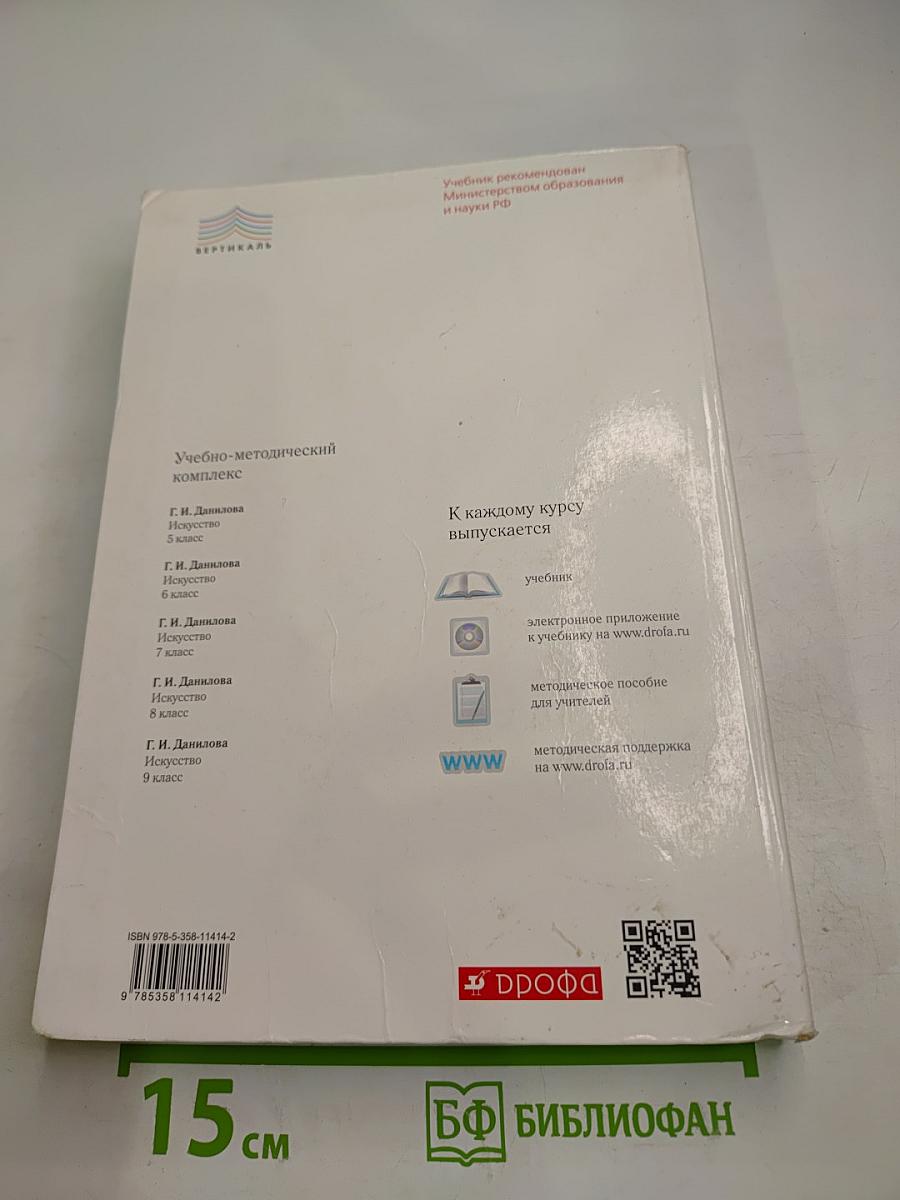 Учебник рекомендован
Министерством образования
и науки РФ
ВЕРТИКАЛЬ
Учебно-методический
комплекс
Г. И. Данилова
Искусство
5 класс
Г. И. Данилова
Искусство
6 класс
Г. И. Данилова
Искусство
7 класс
Г. И. Данилова
Искусство
8 класс
Г. И. Данилова
Искусство
9 класс
К каждому курсу
выпускается
учебник
электронное приложение
к учебнику на www.drofa.ru
методическое пособие
для учителей
www
методическая поддержка
на www.drofa.ru
ISBN 978-5-358-11414-2
9 785358 114142
дрофа
15 см
БФ БИБЛИОФАН